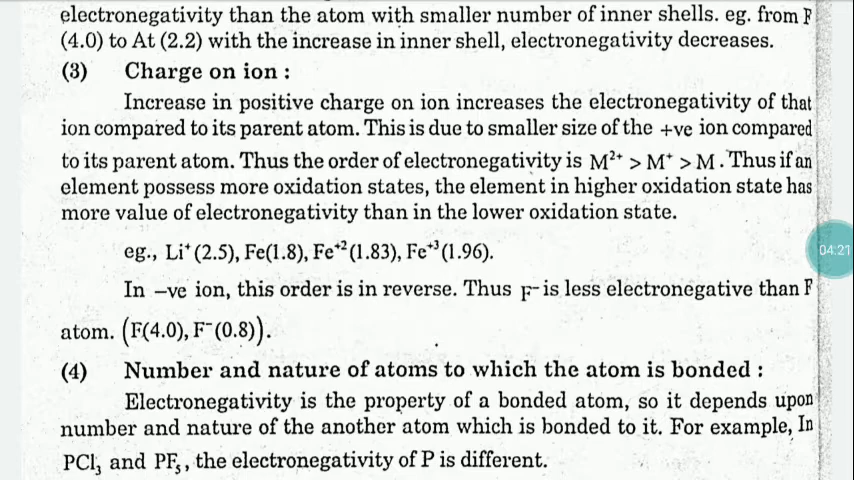 electronegativity than the atom with smaller number of inner shells. eg. from F
(4.0) to At (2.2) with the increase in inner shell, electronegativity decreases.
(3) Charge on ion :
Increase in positive charge on ion increases the electronegativity of that
ion compared to its parent atom. This is due to smaller size of the +ve ion compared
to its parent atom. Thus the order of electronegativity is M²⁺ > M⁺ > M. Thus if an
element possess more oxidation states, the element in higher oxidation state has
more value of electronegativity than in the lower oxidation state.
eg., Li⁺ (2.5), Fe(1.8), Fe⁺² (1.83), Fe⁺³ (1.96).
In –ve ion, this order is in reverse. Thus F⁻ is less electronegative than F
atom. (F(4.0), F⁻ (0.8)).
(4) Number and nature of atoms to which the atom is bonded :
Electronegativity is the property of a bonded atom, so it depends upon
number and nature of the another atom which is bonded to it. For example, In
PCl₃ and PF₅, the electronegativity of P is different.
04:21